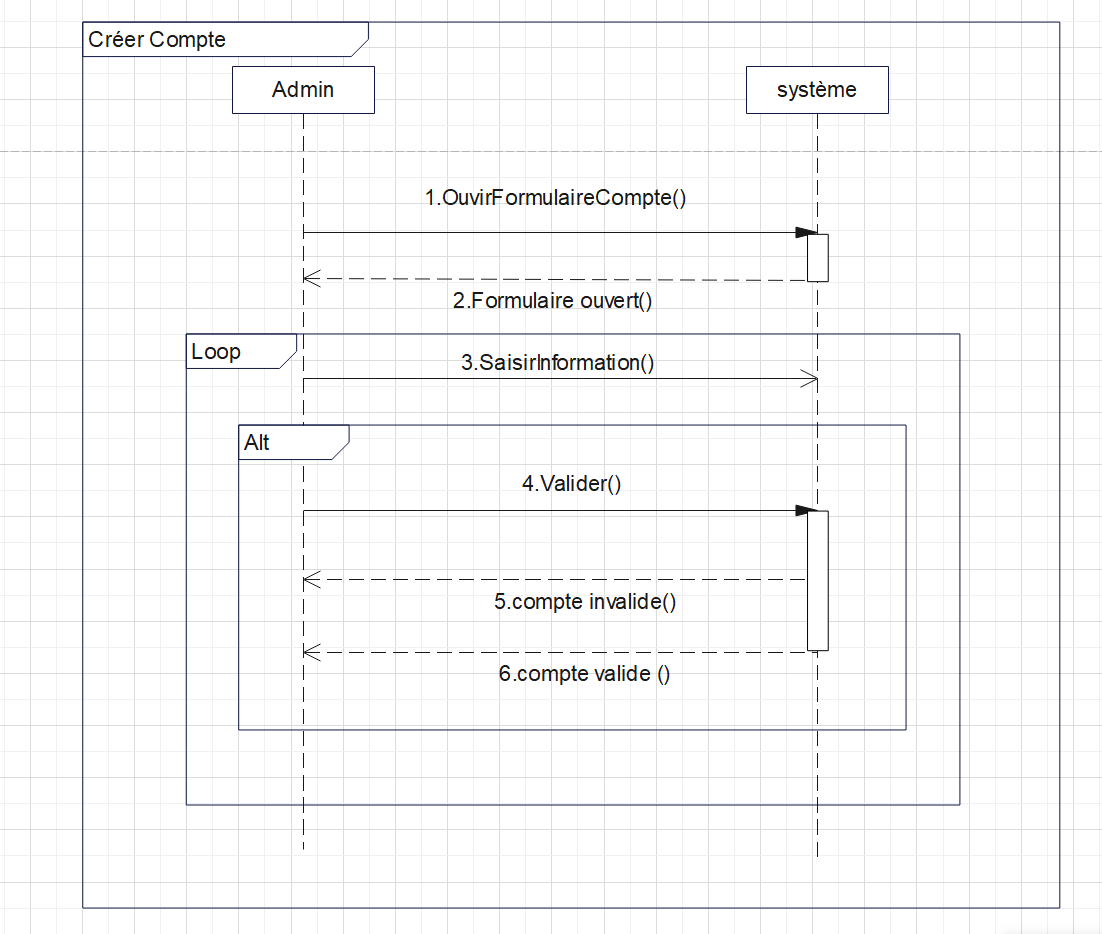 Créer Compte
Admin
système
1.OuvirFormulaireCompte()
2.Formulaire ouvert()
Loop
3.SaisirInformation()
Alt
4.Valider()
5.compte invalide()
6.compte valide ()